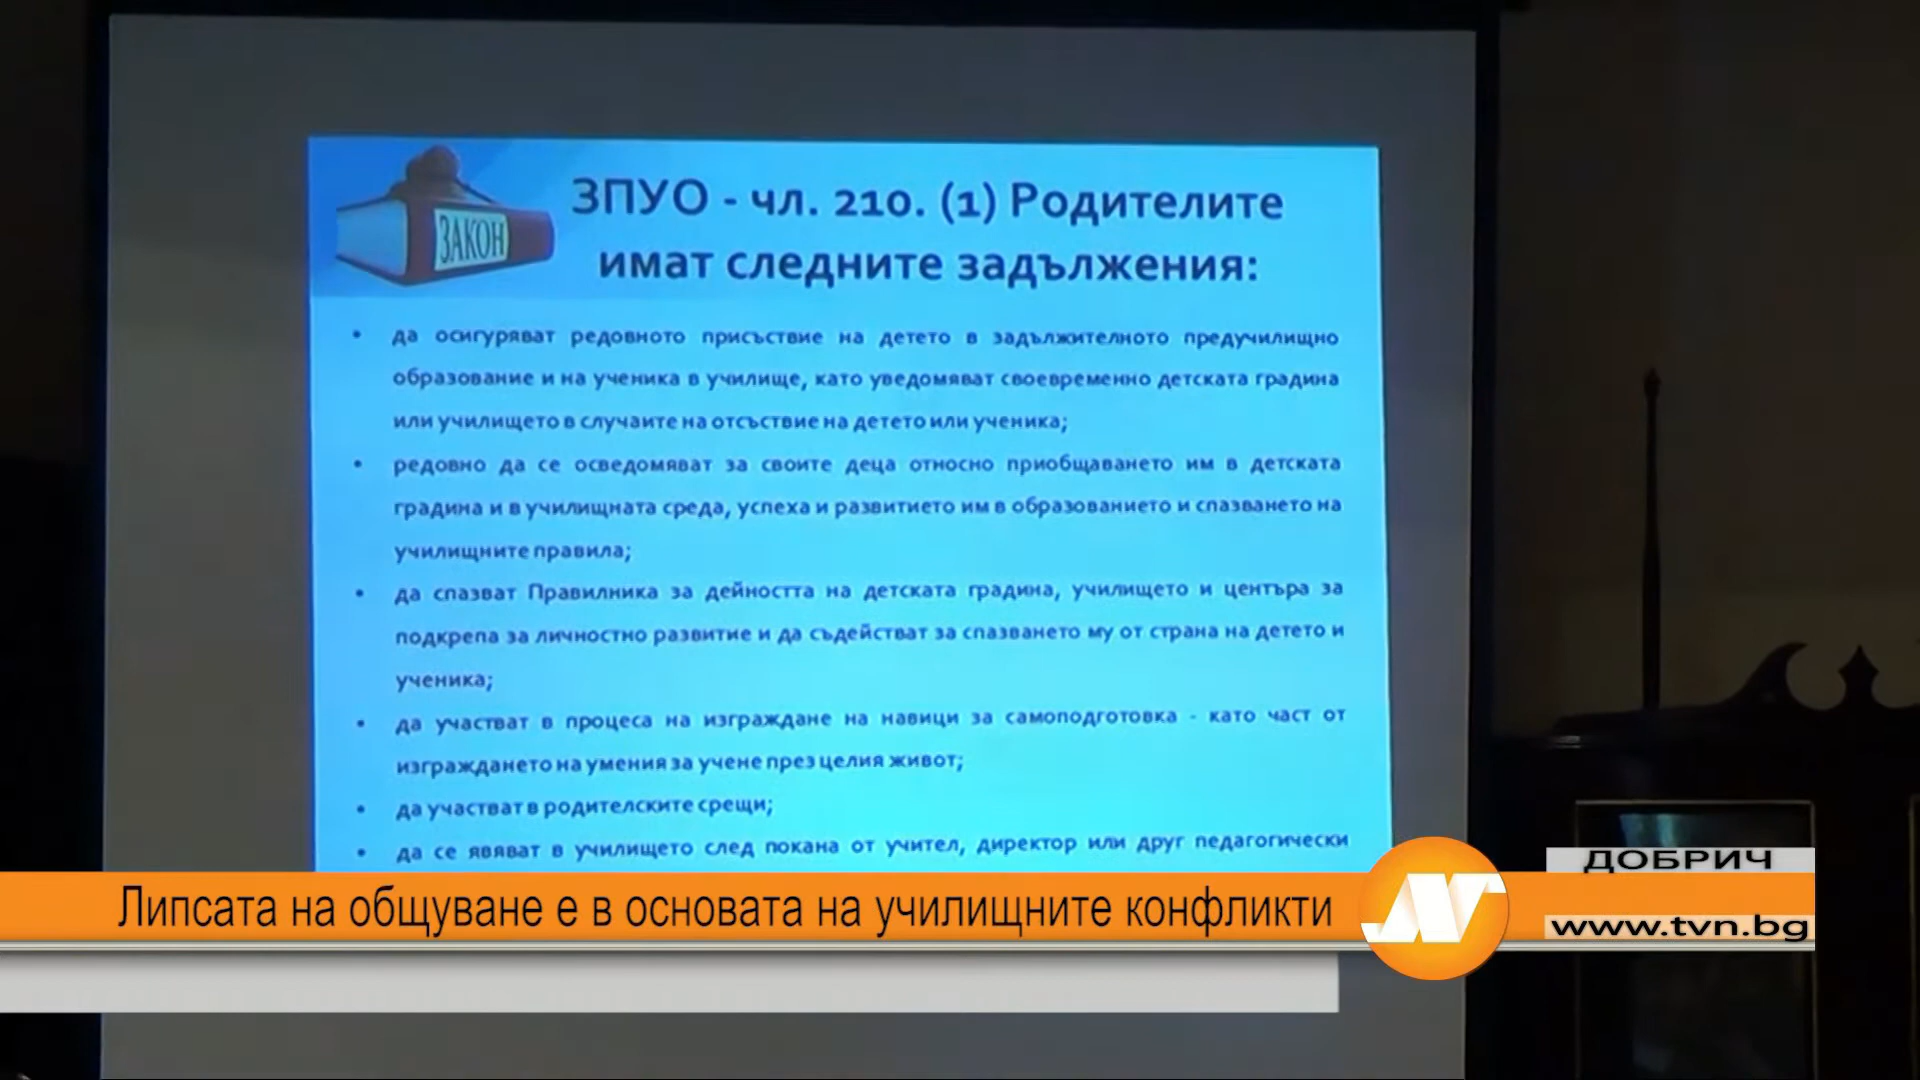 ЗАКОН
ЗПУО - чл. 210. (1) Родителите
имат следните задължения:
• да осигуряват редовното присъствие на детето в задължителното предучилищно
образование и на ученика в училище, като уведомяват своевременно детската градина
или училището в случаите на отсъствие на детето или ученика;
• редовно да се осведомяват за своите деца относно приобщаването им в детската
градина и в училищната среда, успеха и развитието им в образованието и спазването на
училищните правила;
• да спазват Правилника за дейността на детската градина, училището и центъра за
подкрепа за личностно развитие и да съдействат за спазването му от страна на детето и
ученика;
• да участват в процеса на изграждане на навици за самоподготовка - като част от
изграждането на умения за учене през целия живот;
• да участват в родителските срещи;
• да се явяват в училището след покана от учител, директор или друг педагогически
ДОБРИЧ
Липсата на общуване е в основата на училищните конфликти
www.tvn.bg